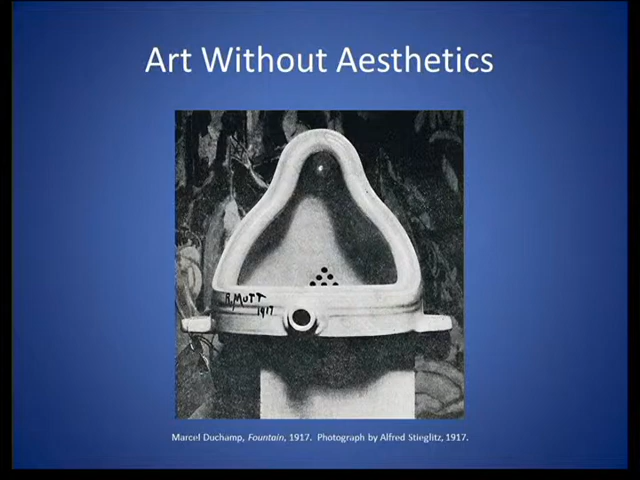 Art Without Aesthetics
R.MUTT
1917
Marcel Duchamp, Fountain, 1917. Photograph by Alfred Stieglitz, 1917.